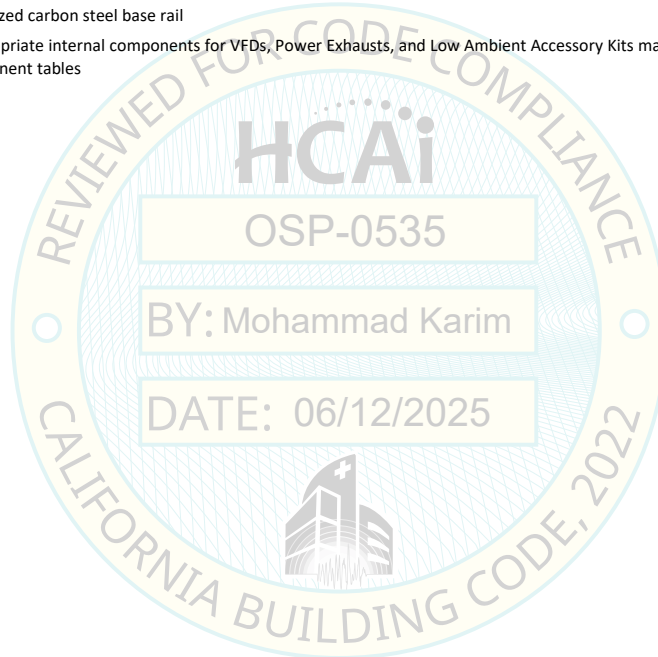 zed carbon steel base rail
priate internal components for VFDs, Power Exhausts, and Low Ambient Accessory Kits ma
nent tables
REVIEWED FOR CODE COMPLIANCE
HCAi
OSP-0535
BY: Mohammad Karim
DATE: 06/12/2025
CALIFORNIA BUILDING CODE, 2022